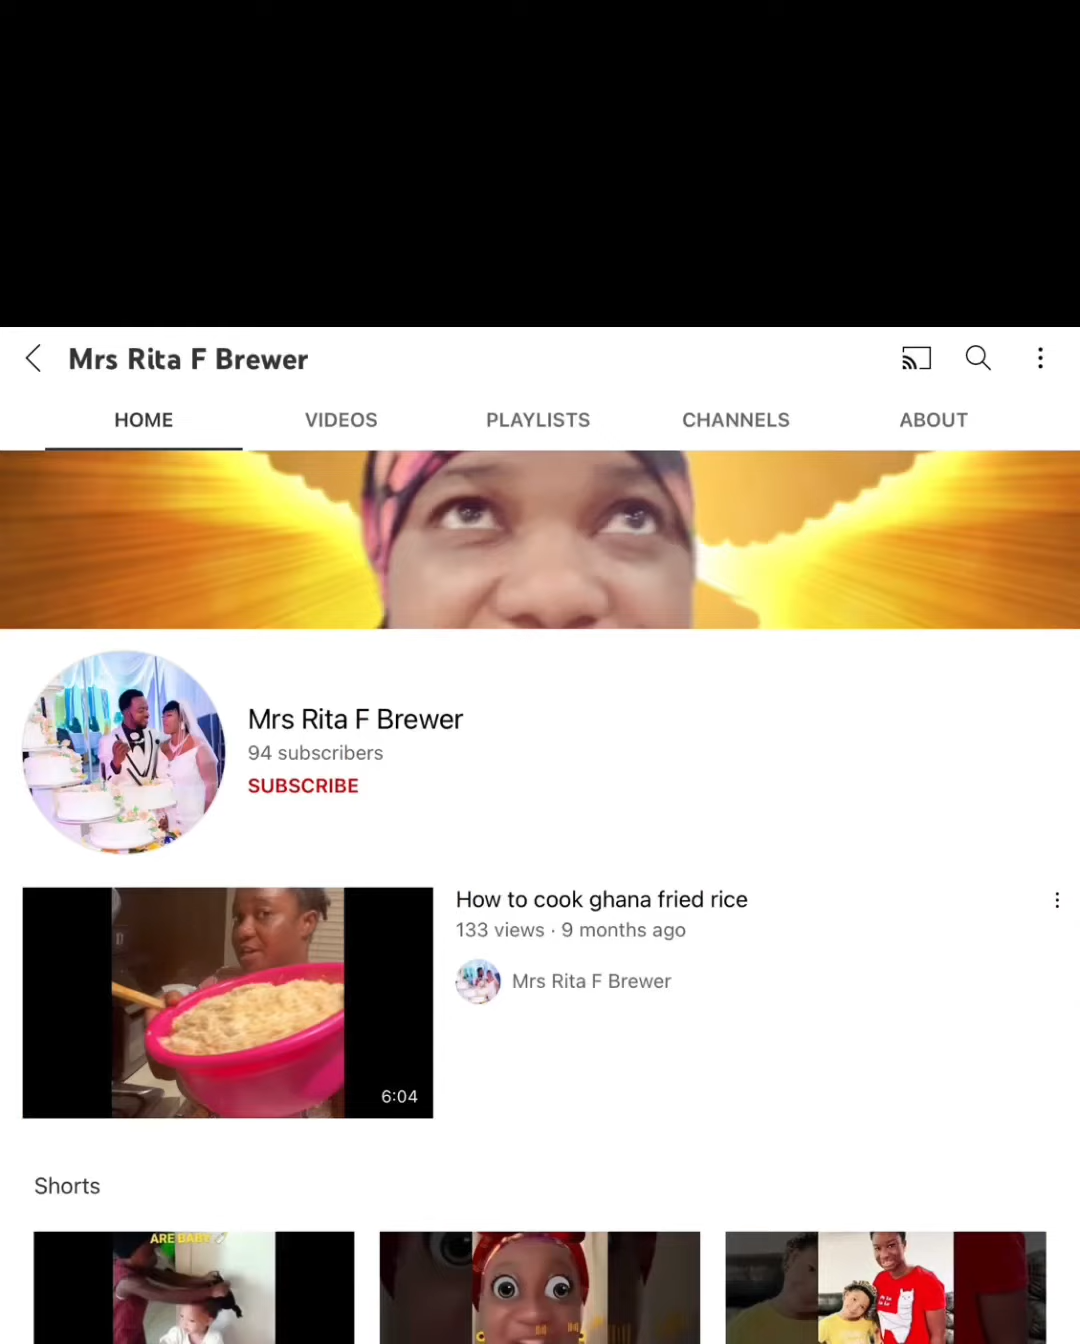 Mrs Rita F Brewer
HOME VIDEOS PLAYLISTS CHANNELS ABOUT
Mrs Rita F Brewer
94 subscribers
SUBSCRIBE
How to cook ghana fried rice
133 views · 9 months ago
Mrs Rita F Brewer
6:04
Shorts
ARE BABY